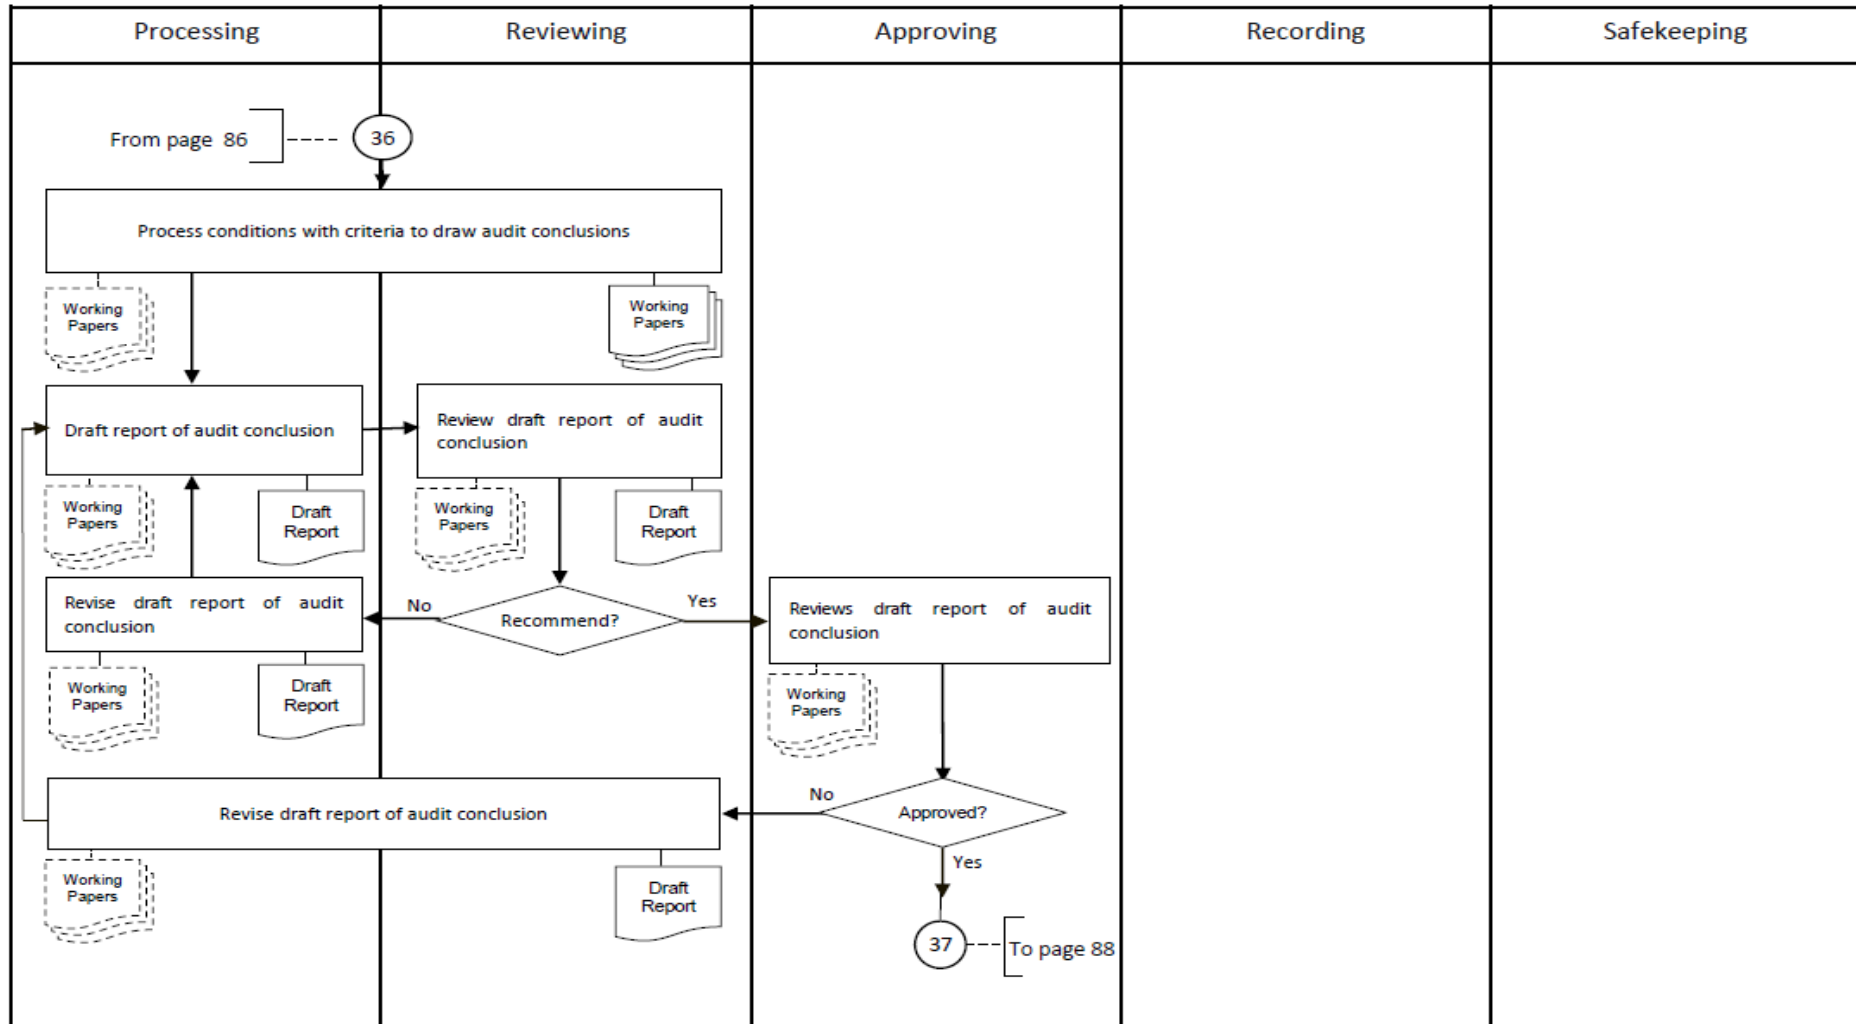 Processing
Reviewing
Approving
Recording
Safekeeping
From page 86
36
Process conditions with criteria to draw audit conclusions
Working
Papers
Working
Papers
Draft report of audit conclusion
Review draft report of audit
conclusion
Working
Papers
Draft
Report
Working
Papers
Draft
Report
Revise draft report of audit
conclusion
No
Recommend?
Yes
Reviews draft report of audit
conclusion
Working
Papers
Draft
Report
Working
Papers
Revise draft report of audit conclusion
No
Approved?
Yes
Working
Papers
Draft
Report
37
To page 88